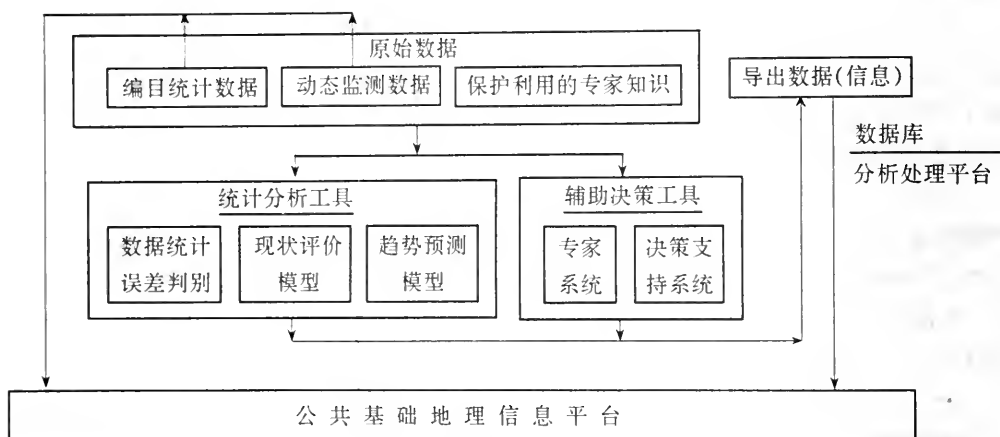 原始数据
编目统计数据
动态监测数据
保护利用的专家知识
导出数据(信息)
数据库
分析处理平台
统计分析工具
数据统计
误差判别
现状评价
模型
趋势预测
模型
辅助决策工具
专家
系统
决策支
持系统
公共基础地理信息平台